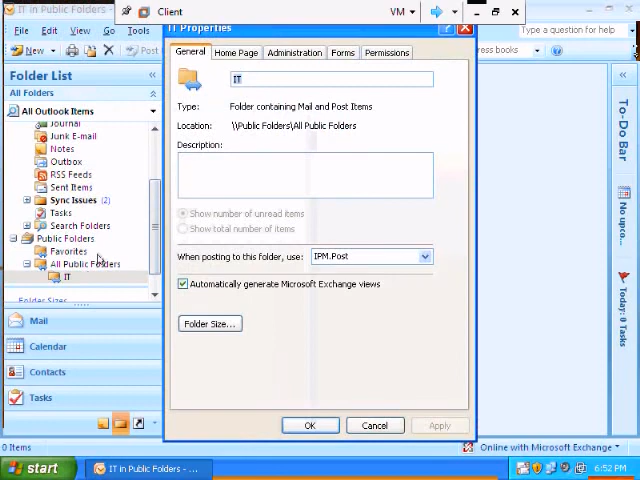 IT in Public Folders
Client
VM
File Edit View Go Tools
Type a question for help
New
Post
Search address books
IT Properties
General Home Page Administration Forms Permissions
Folder List
All Folders
All Outlook Items
Journal
Junk E-mail
Notes
Outbox
RSS Feeds
Sent Items
Sync Issues (2)
Tasks
Search Folders
Public Folders
Favorites
All Public Folders
IT
Folder Sizes
Mail
Calendar
Contacts
Tasks
IT
Type: Folder containing Mail and Post Items
Location: \\Public Folders\All Public Folders
Description:
Show number of unread items
Show total number of items
When posting to this folder, use: IPM.Post
Automatically generate Microsoft Exchange views
Folder Size...
OK Cancel Apply
To-Do Bar
No upco...
Today: 0 Tasks
0 Items
Online with Microsoft Exchange
start
IT in Public Folders - ...
6:52 PM